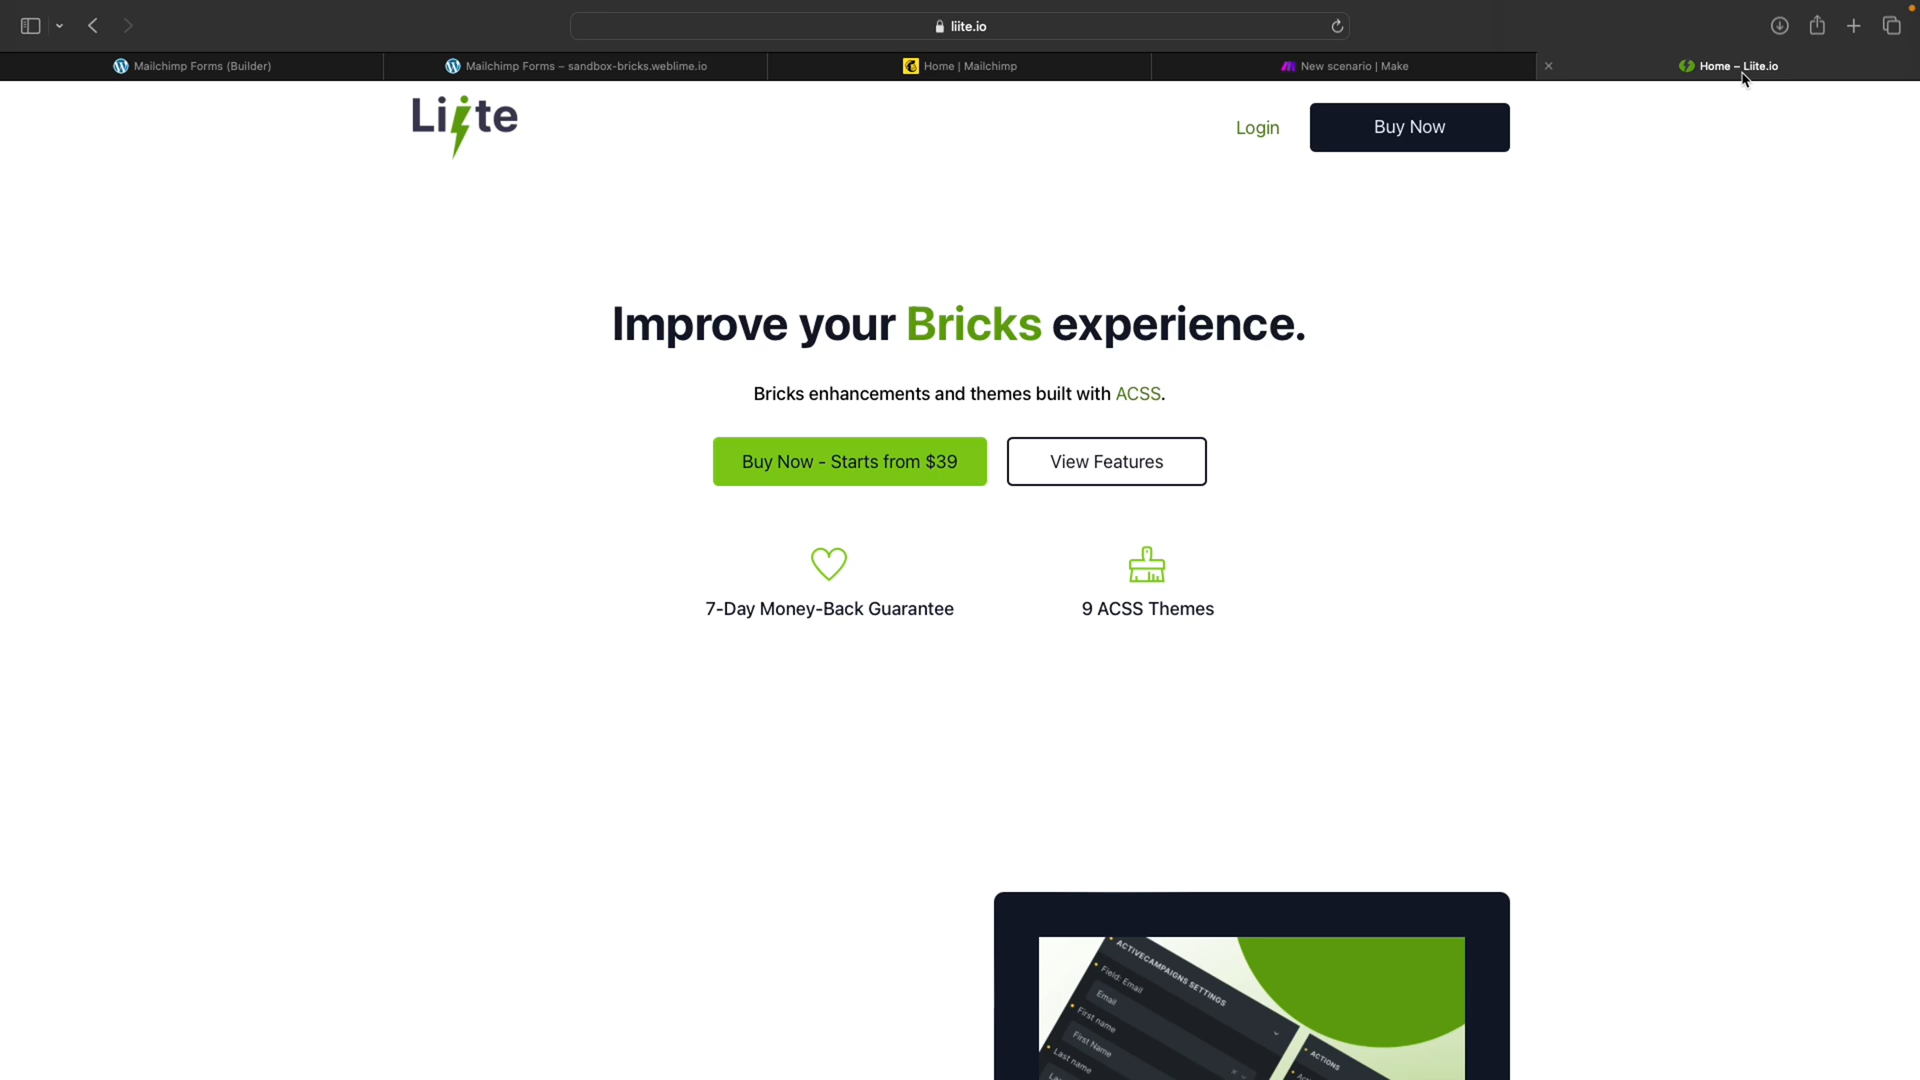 liite.io
Mailchimp Forms (Builder)
Mailchimp Forms – sandbox-bricks.weblime.io
Home | Mailchimp
New scenario | Make
Home – Liite.io
Liite
Login
Buy Now
Improve your Bricks experience.
Bricks enhancements and themes built with ACSS.
Buy Now - Starts from $39
View Features
7-Day Money-Back Guarantee
9 ACSS Themes
ACTIVECAMPAIGNS SETTINGS
Field: Email
Email
First name
First Name
Last name
ACTIONS